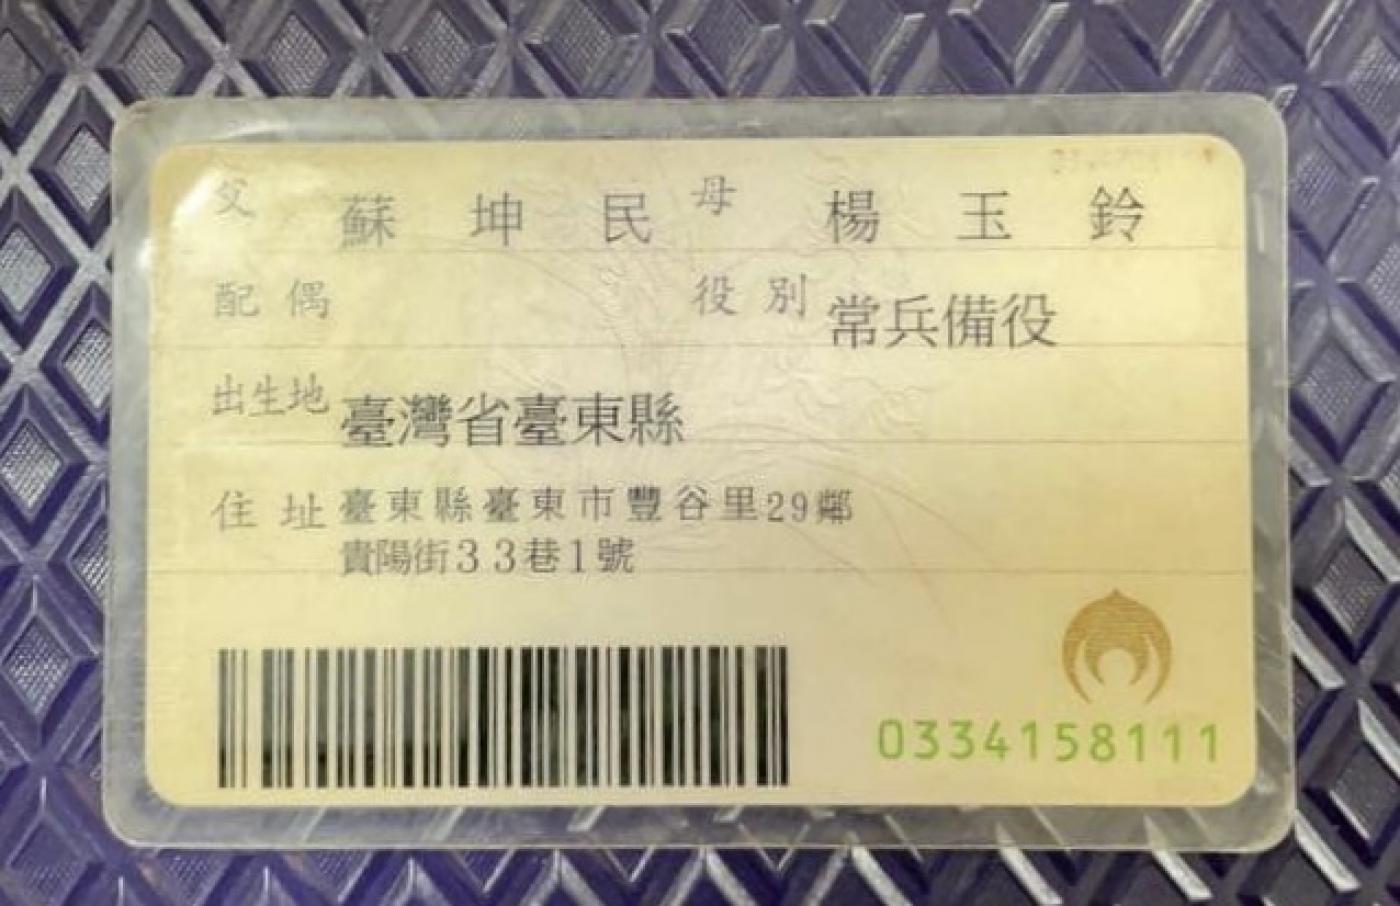 父 蘇坤民 母 楊玉鈴
配偶 役別 常兵備役
出生地 臺灣省臺東縣
住址 臺東縣臺東市豐谷里29鄰
貴陽街33巷1號
0334158111